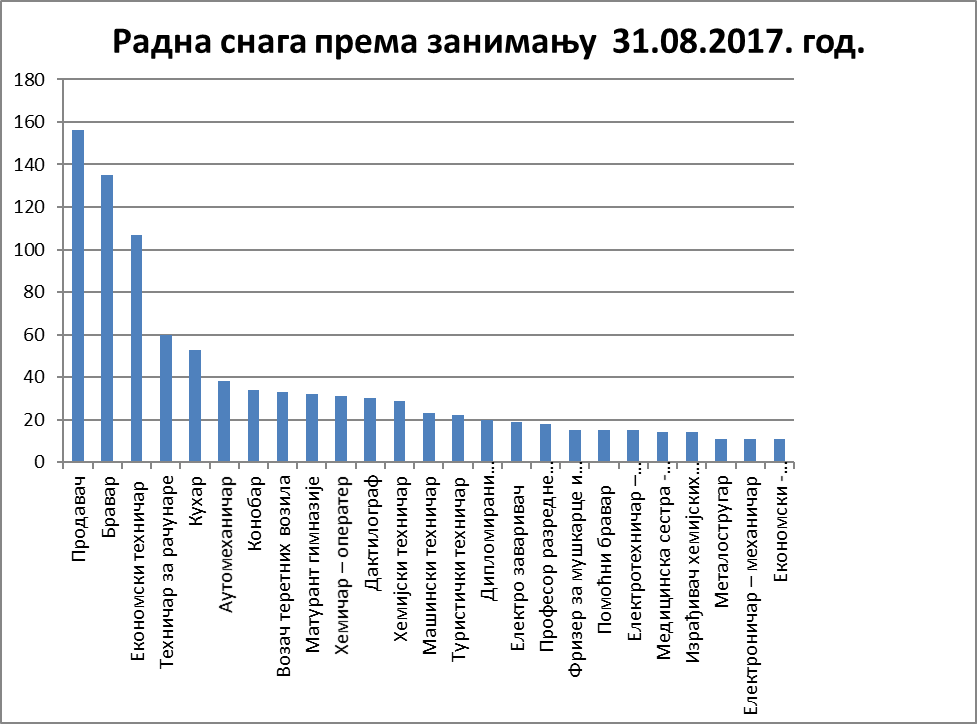 Радна снага према занимању  31.08.2017. год.
180
160
140
120
100
80
60
40
20
0
Продавач
Бравар
Економски техничар
Техничар за рачунаре
Кухар
Аутомеханичар
Конобар
Возач теретних возила
Матурант гимназије
Хемичар – оператер
Дактилограф
Хемијски техничар
Машински техничар
Туристички техничар
Дипломирани…
Електро заваривач
Професор разредне…
Фризер за мушкарце и…
Помоћни бравар
Електротехничар –…
Медицинска сестра -…
Израђивач хемијских…
Металостругар
Електроничар – механичар
Економски -…